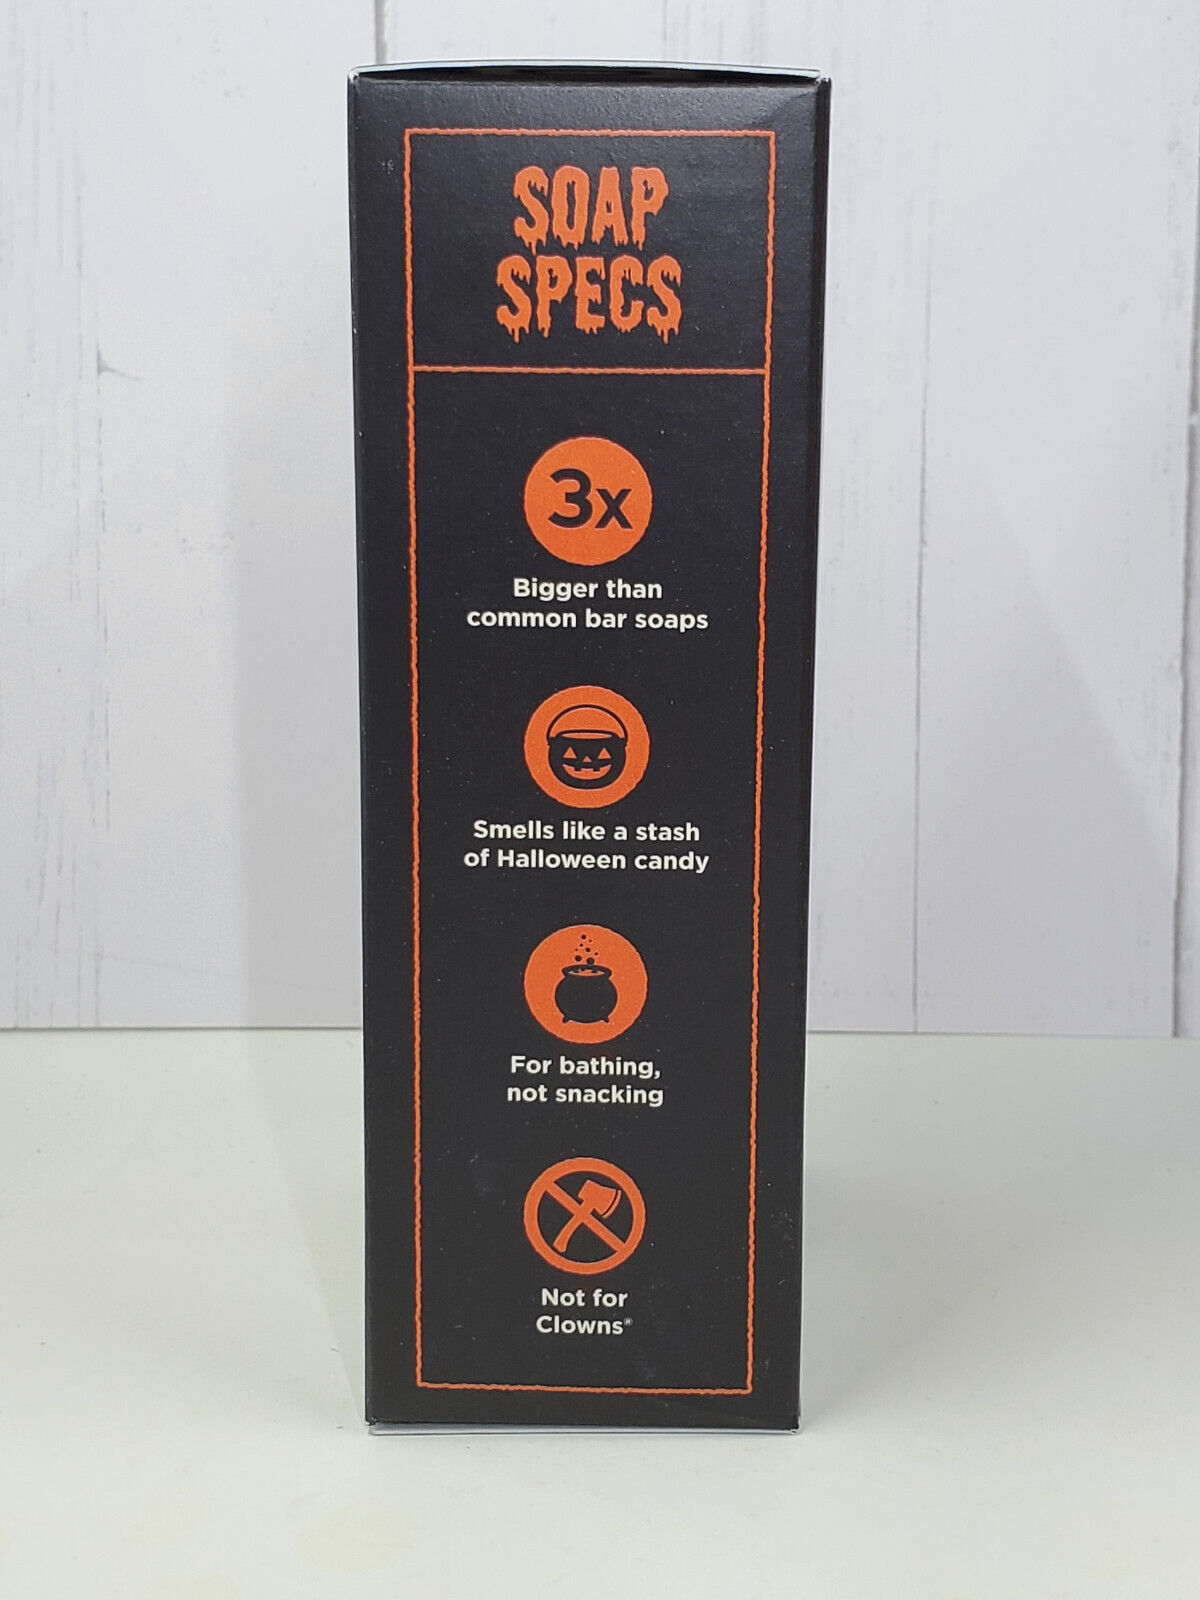 SOAP
SPECS
3x
Bigger than
common bar soaps
Smells like a stash
of Halloween candy
For bathing,
not snacking
Not for
Clowns®